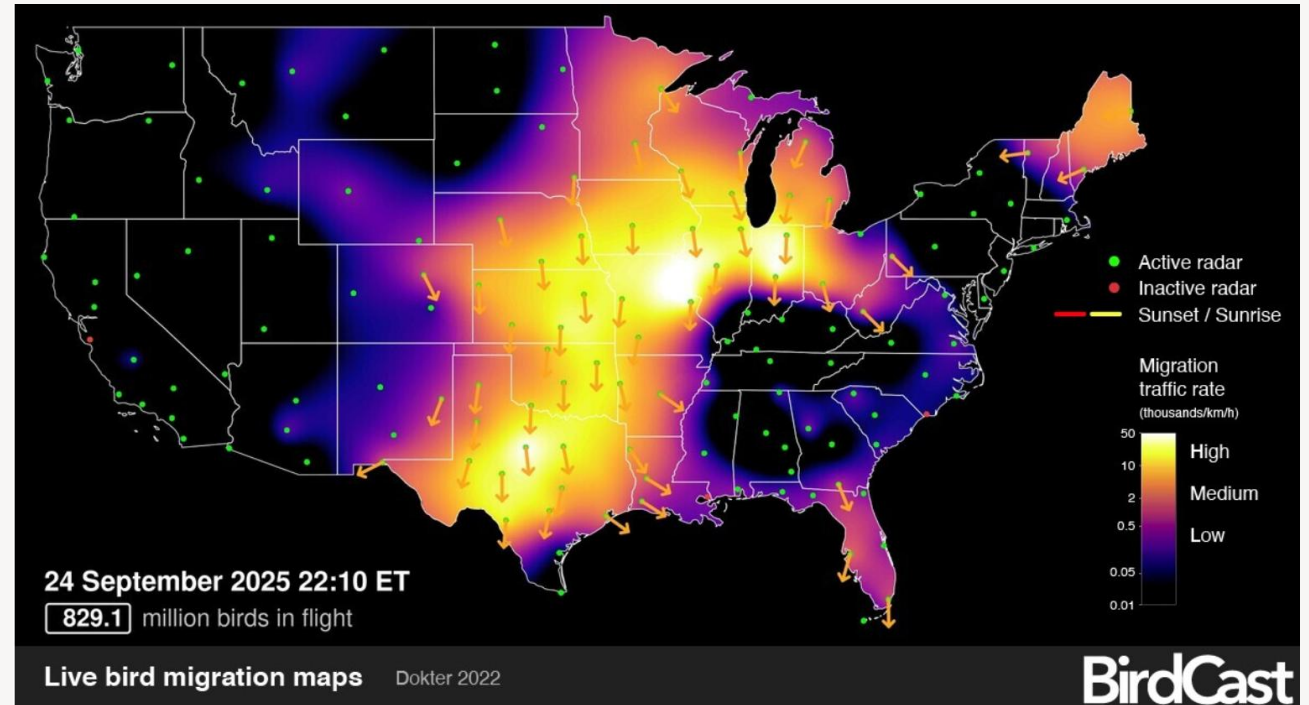 Active radar
Inactive radar
Sunset / Sunrise
Migration
traffic rate
(thousands/km/h)
50
High
10
Medium
2
0.5
Low
0.05
0.01
24 September 2025 22:10 ET
829.1 million birds in flight
Live bird migration maps Dokter 2022
BirdCast